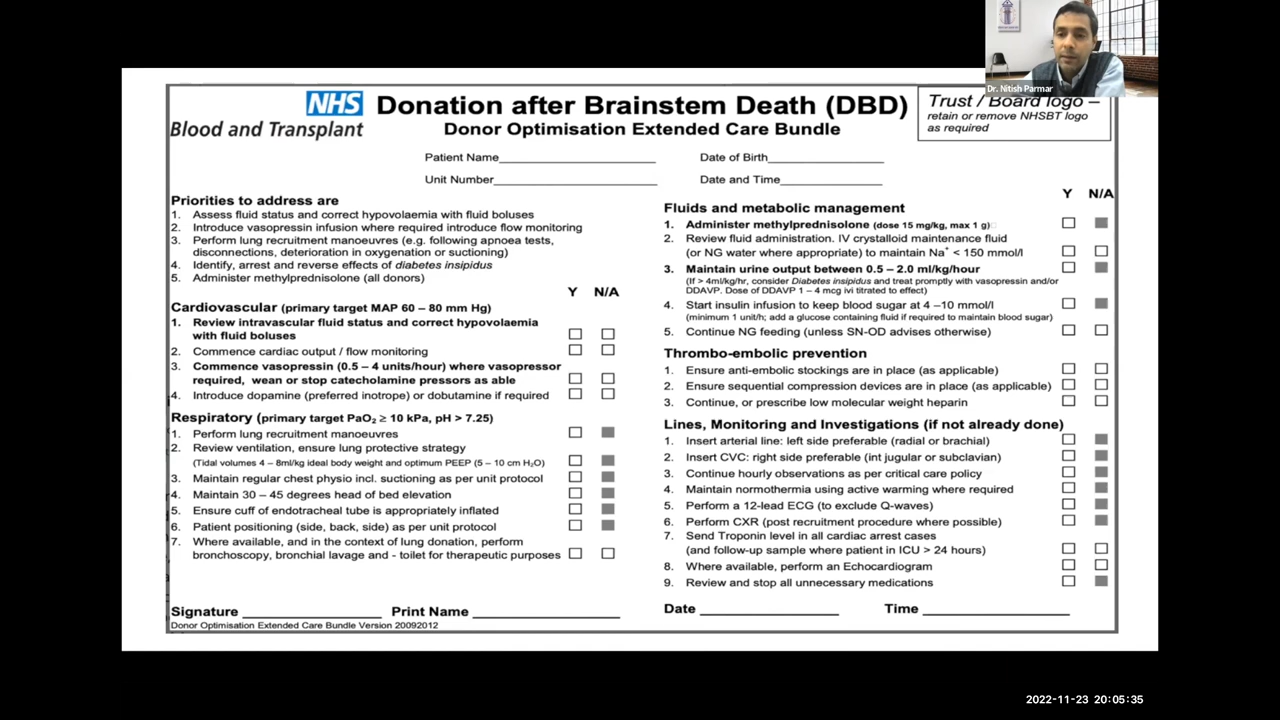 Dr. Nitish Parmar
NHS
Blood and Transplant
Donation after Brainstem Death (DBD)
Donor Optimisation Extended Care Bundle
Trust / Board logo –
retain or remove NHSBT logo
as required
Patient Name
Date of Birth
Unit Number
Date and Time
Priorities to address are
1. Assess fluid status and correct hypovolaemia with fluid boluses
2. Introduce vasopressin infusion where required introduce flow monitoring
3. Perform lung recruitment manoeuvres (e.g. following apnoea tests,
disconnections, deterioration in oxygenation or suctioning)
4. Identify, arrest and reverse effects of diabetes insipidus
5. Administer methylprednisolone (all donors)
Y N/A
Cardiovascular (primary target MAP 60 – 80 mm Hg)
1. Review intravascular fluid status and correct hypovolaemia
with fluid boluses
2. Commence cardiac output / flow monitoring
3. Commence vasopressin (0.5 – 4 units/hour) where vasopressor
required, wean or stop catecholamine pressors as able
4. Introduce dopamine (preferred inotrope) or dobutamine if required
Respiratory (primary target PaO₂ ≥ 10 kPa, pH > 7.25)
1. Perform lung recruitment manoeuvres
2. Review ventilation, ensure lung protective strategy
(Tidal volumes 4 – 8ml/kg ideal body weight and optimum PEEP (5 – 10 cm H₂O)
3. Maintain regular chest physio incl. suctioning as per unit protocol
4. Maintain 30 – 45 degrees head of bed elevation
5. Ensure cuff of endotracheal tube is appropriately inflated
6. Patient positioning (side, back, side) as per unit protocol
7. Where available, and in the context of lung donation, perform
bronchoscopy, bronchial lavage and - toilet for therapeutic purposes
Signature Print Name
Donor Optimisation Extended Care Bundle Version 20092012
Y N/A
Fluids and metabolic management
1. Administer methylprednisolone (dose 15 mg/kg, max 1 g)
2. Review fluid administration. IV crystalloid maintenance fluid
(or NG water where appropriate) to maintain Na⁺ < 150 mmol/l
3. Maintain urine output between 0.5 – 2.0 ml/kg/hour
(If > 4ml/kg/hr, consider Diabetes insipidus and treat promptly with vasopressin and/or
DDAVP. Dose of DDAVP 1 – 4 mcg ivi titrated to effect)
4. Start insulin infusion to keep blood sugar at 4 –10 mmol/l
(minimum 1 unit/h; add a glucose containing fluid if required to maintain blood sugar)
5. Continue NG feeding (unless SN-OD advises otherwise)
Thrombo-embolic prevention
1. Ensure anti-embolic stockings are in place (as applicable)
2. Ensure sequential compression devices are in place (as applicable)
3. Continue, or prescribe low molecular weight heparin
Lines, Monitoring and Investigations (if not already done)
1. Insert arterial line: left side preferable (radial or brachial)
2. Insert CVC: right side preferable (int jugular or subclavian)
3. Continue hourly observations as per critical care policy
4. Maintain normothermia using active warming where required
5. Perform a 12-lead ECG (to exclude Q-waves)
6. Perform CXR (post recruitment procedure where possible)
7. Send Troponin level in all cardiac arrest cases
(and follow-up sample where patient in ICU > 24 hours)
8. Where available, perform an Echocardiogram
9. Review and stop all unnecessary medications
Date Time
2022-11-23 20:05:35